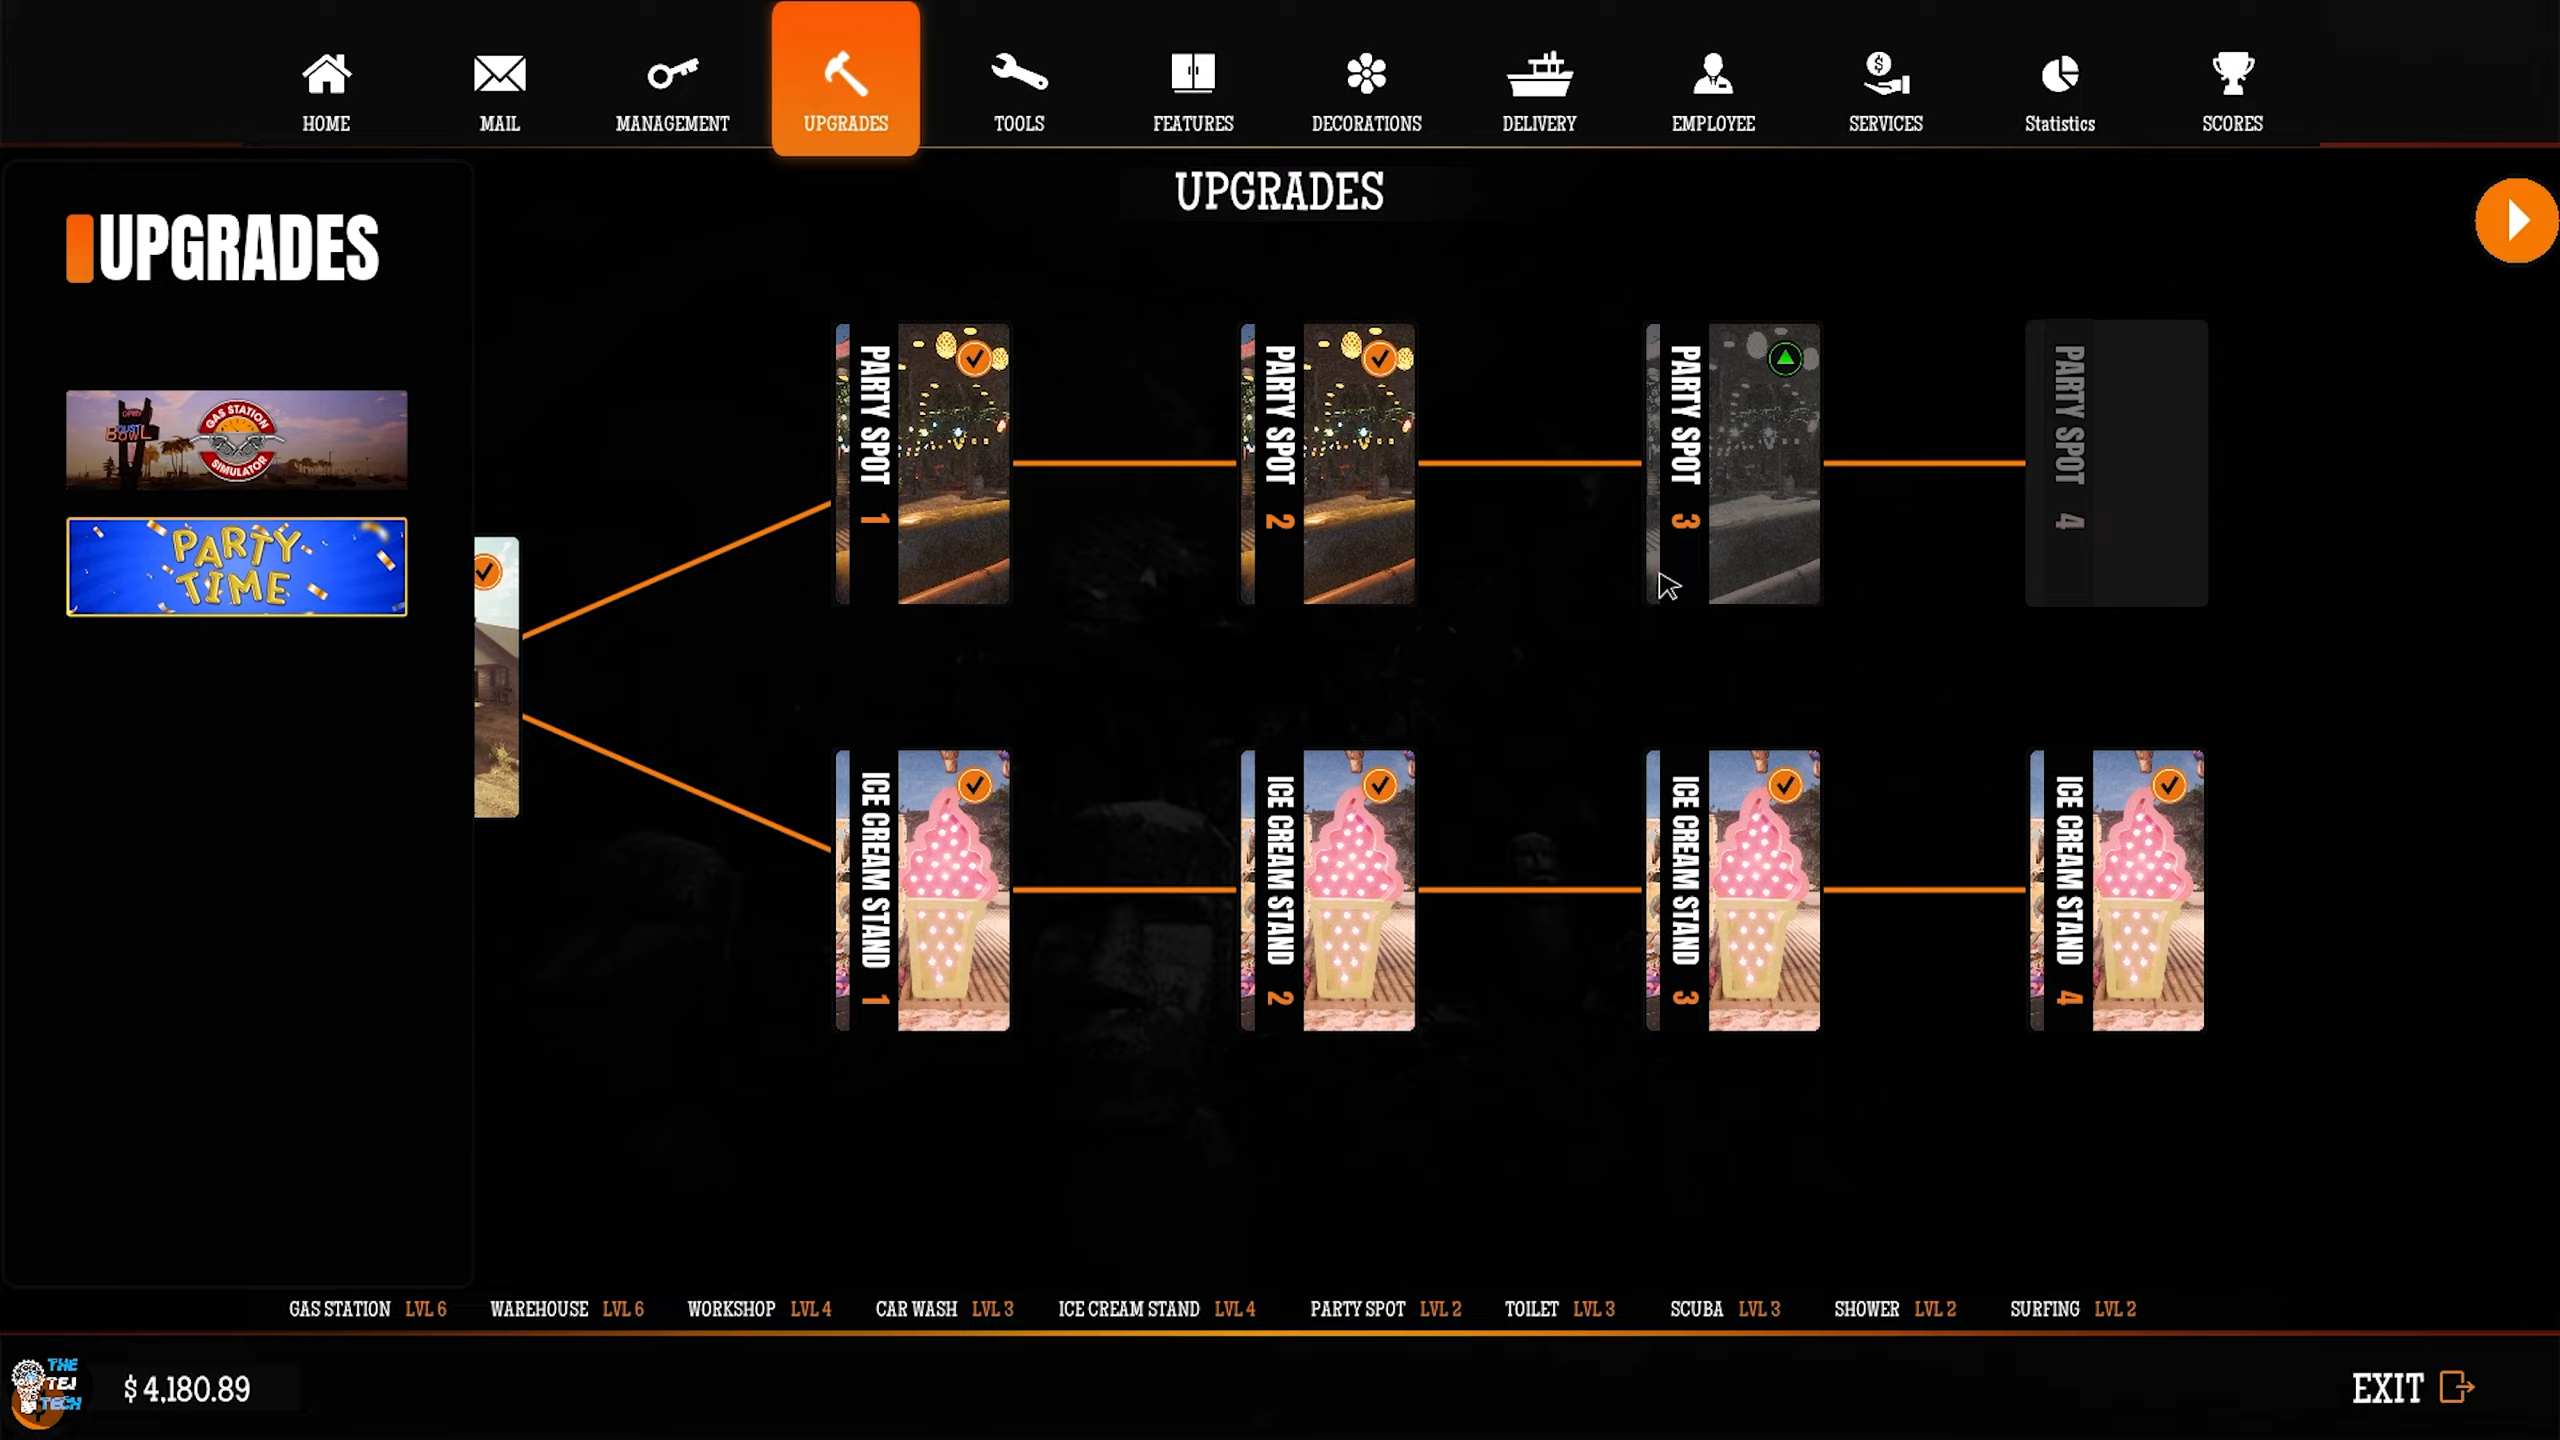 HOME
MAIL
MANAGEMENT
UPGRADES
TOOLS
FEATURES
DECORATIONS
DELIVERY
EMPLOYEE
SERVICES
Statistics
SCORES
UPGRADES
UPGRADES
GAS STATION
SIMULATOR
PARTY
TIME
PARTY SPOT 1
PARTY SPOT 2
PARTY SPOT 3
PARTY SPOT 4
ICE CREAM STAND 1
ICE CREAM STAND 2
ICE CREAM STAND 3
ICE CREAM STAND 4
GAS STATION LVL 6
WAREHOUSE LVL 6
WORKSHOP LVL 4
CAR WASH LVL 3
ICE CREAM STAND LVL 4
PARTY SPOT LVL 2
TOILET LVL 3
SCUBA LVL 3
SHOWER LVL 2
SURFING LVL 2
THE
TEJ
TECH
$ 4,180.89
EXIT